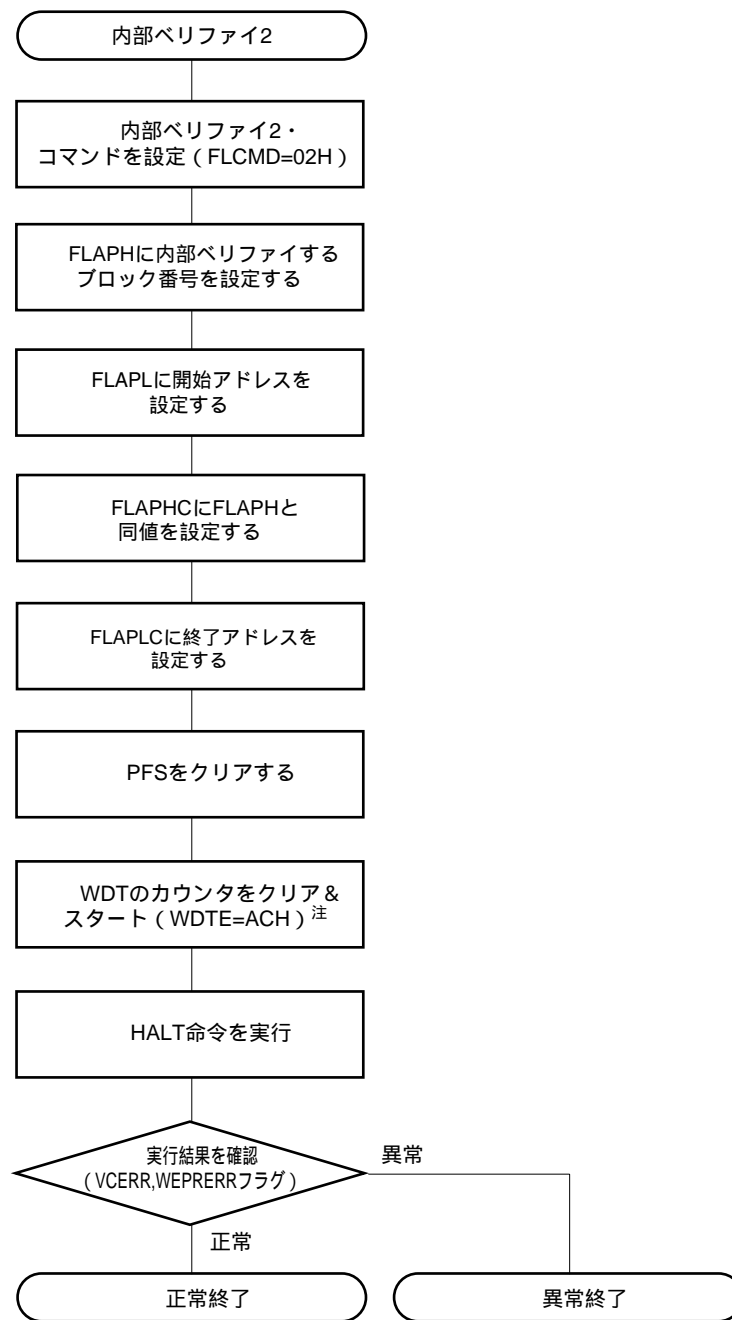 内部ベリファイ2
内部ベリファイ2・
コマンドを設定（FLCMD=02H）
FLAPHに内部ベリファイする
ブロック番号を設定する
FLAPLに開始アドレスを
設定する
FLAPHCにFLAPHと
同値を設定する
FLAPLCに終了アドレスを
設定する
PFSをクリアする
WDTのカウンタをクリア＆
スタート（WDTE=ACH）注
HALT命令を実行
実行結果を確認
（VCERR,WEPRERRフラグ）
異常
正常
正常終了
異常終了